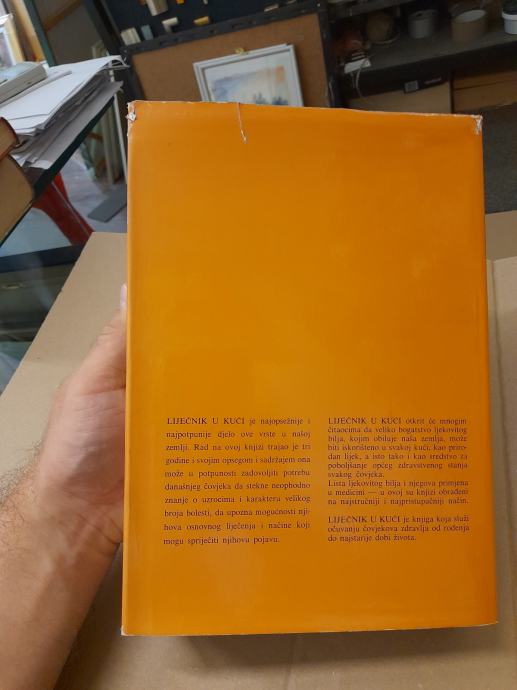 LIJEČNIK U KUĆI je najopsežnije i
najpotpunije djelo ove vrste u našoj
zemlji. Rad na ovoj knjizi trajao je tri
godine i svojim opsegom i sadržajem ona
može u potpunosti zadovoljiti potrebu
današnjeg čovjeka da stekne neophodno
znanje o uzrocima i karakteru velikog
broja bolesti, da upozna mogućnosti nji-
hova osnovnog liječenja i načine koji
mogu spriječiti njihovu pojavu.
LIJEČNIK U KUĆI otkrit će mnogim
čitaocima da veliko bogatstvo ljekovitog
bilja, kojim obiluje naša zemlja, može
biti iskorišteno u svakoj kući, kao priro-
dan lijek, a isto tako i kao sredstvo za
poboljšanje općeg zdravstvenog stanja
svakog čovjeka.
Lista ljekovitog bilja i njegova primjena
u medicini — u ovoj su knjizi obrađeni
na najstručniji i najpristupačniji način.
LIJEČNIK U KUĆI je knjiga koja služi
očuvanju čovjekova zdravlja od rođenja
do najstarije dobi života.